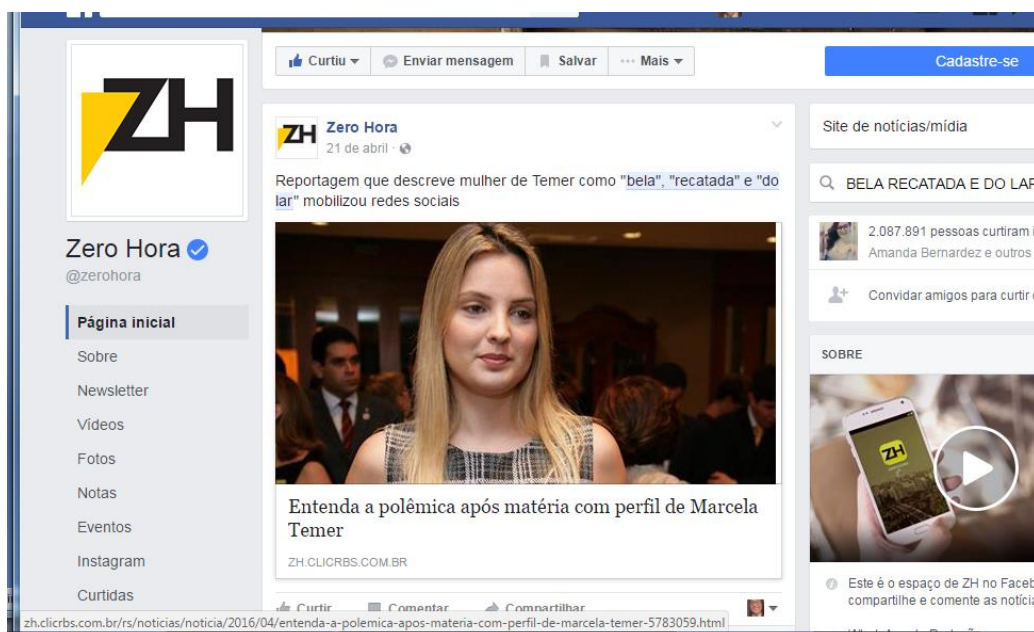 Curtiu
Enviar mensagem
Salvar
Mais
Cadastre-se
ZH
Zero Hora
@zerohora
Página inicial
Sobre
Newsletter
Vídeos
Fotos
Notas
Eventos
Instagram
Curtidas
ZH
Zero Hora
21 de abril
Reportagem que descreve mulher de Temer como "bela", "recatada" e "do
lar" mobilizou redes sociais
Entenda a polêmica após matéria com perfil de Marcela
Temer
ZH.CLICRBS.COM.BR
Curtir
Comentar
Compartilhar
Site de notícias/mídia
BELA RECATADA E DO LAR
2.087.891 pessoas curtiram
Amanda Bernardez e outros
Convidar amigos para curtir
SOBRE
ZH
Este é o espaço de ZH no
compartilhe e comente as
zh.clicrbs.com.br/rs/noticias/noticia/2016/04/entenda-a-polemica-apos-materia-com-perfil-de-marcela-temer-5783059.html